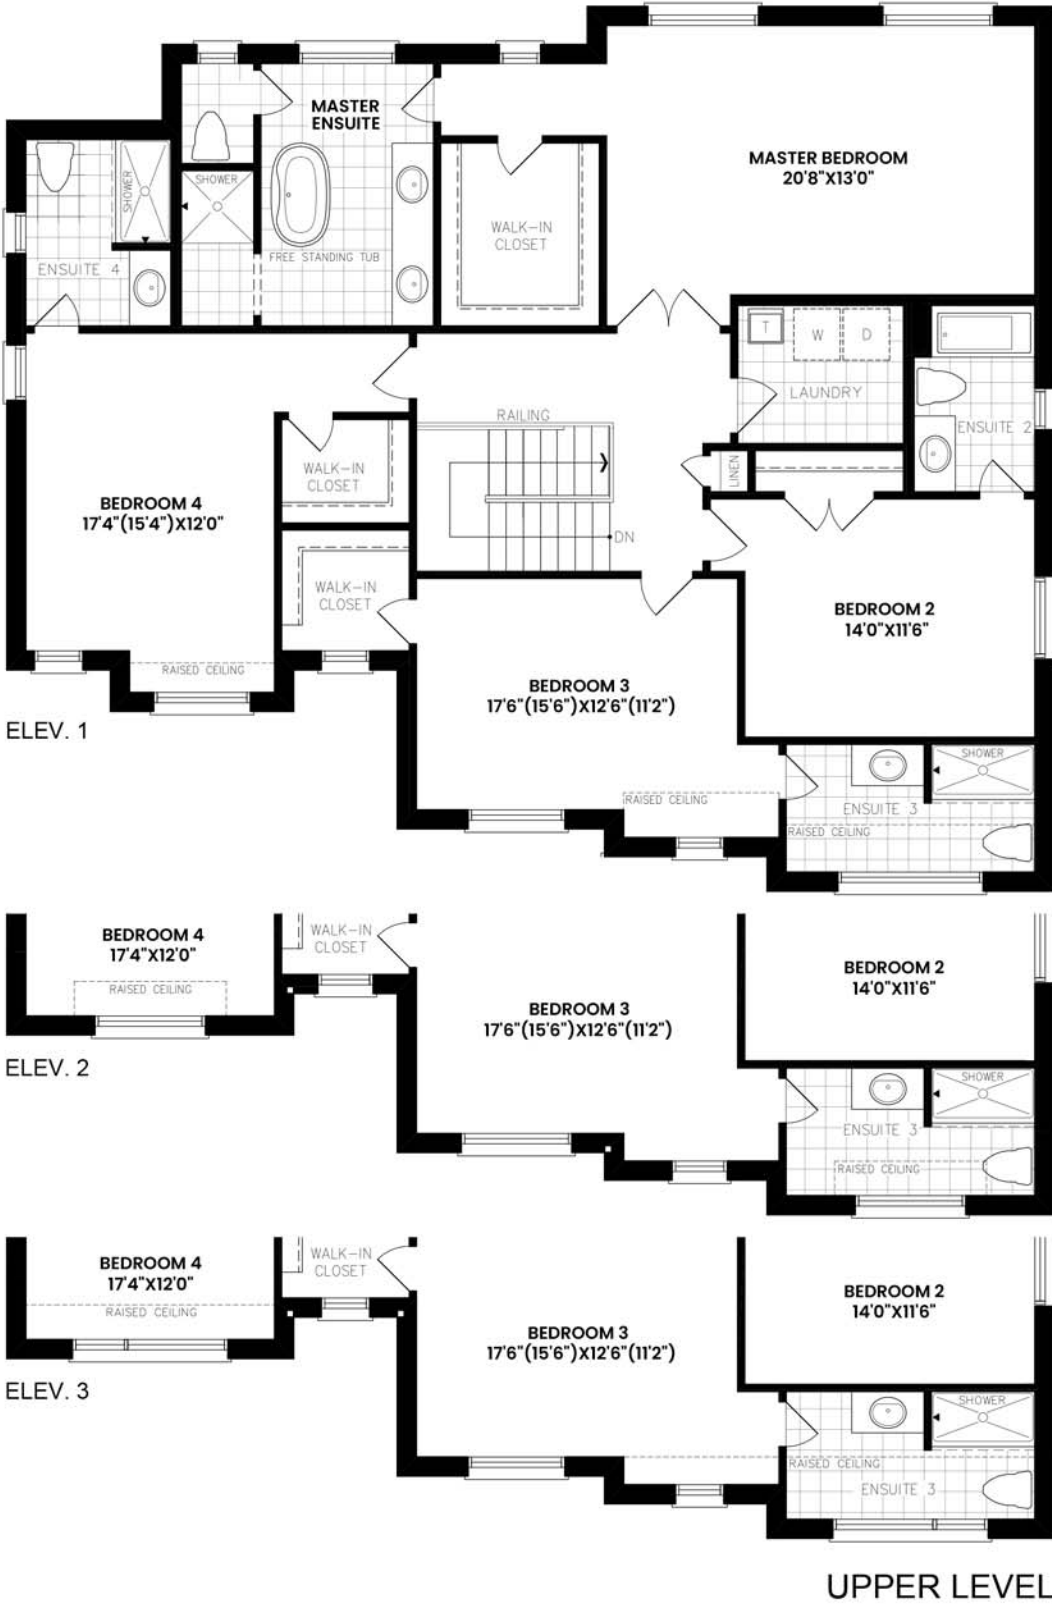 MASTER
ENSUITE
MASTER BEDROOM
20'8"X13'0"
SHOWER
SHOWER
WALK-IN
CLOSET
FREE STANDING TUB
ENSUITE 4
T
W
D
LAUNDRY
RAILING
ENSUITE 2
WALK-IN
CLOSET
LINEN
BEDROOM 4
17'4"(15'4")X12'0"
DN
WALK-IN
CLOSET
BEDROOM 2
14'0"X11'6"
RAISED CEILING
BEDROOM 3
17'6"(15'6")X12'6"(11'2")
ELEV. 1
SHOWER
RAISED CEILING
ENSUITE 3
RAISED CEILING
BEDROOM 4
17'4"X12'0"
WALK-IN
CLOSET
RAISED CEILING
BEDROOM 2
14'0"X11'6"
BEDROOM 3
17'6"(15'6")X12'6"(11'2")
ELEV. 2
SHOWER
ENSUITE 3
RAISED CEILING
BEDROOM 4
17'4"X12'0"
WALK-IN
CLOSET
RAISED CEILING
BEDROOM 2
14'0"X11'6"
BEDROOM 3
17'6"(15'6")X12'6"(11'2")
ELEV. 3
SHOWER
RAISED CEILING
ENSUITE 3
UPPER LEVEL